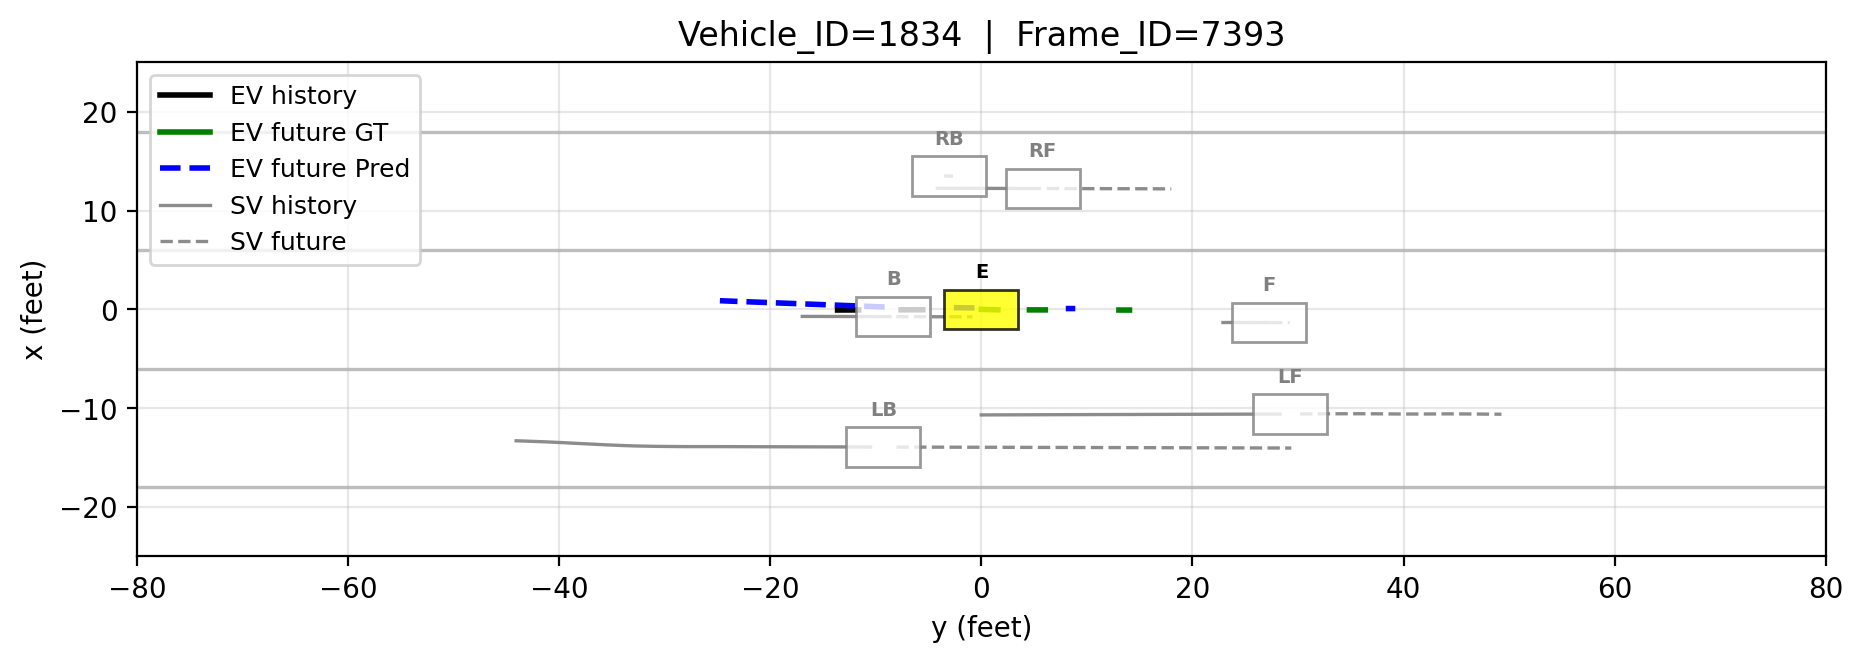 Vehicle_ID=1834 | Frame_ID=7393
EV history
EV future GT
EV future Pred
SV history
SV future
RB
RF
B
E
F
LF
LB
20
10
0
−10
−20
x (feet)
−80
−60
−40
−20
0
20
40
60
80
y (feet)